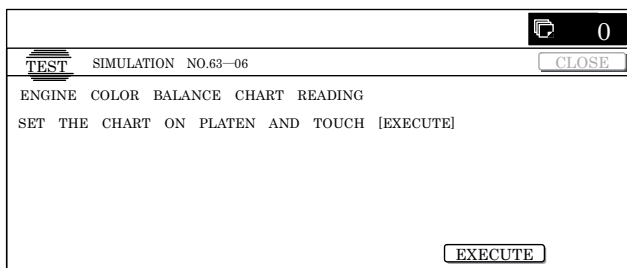 0
TEST SIMULATION NO.63—06 CLOSE
ENGINE COLOR BALANCE CHART READING
SET THE CHART ON PLATEN AND TOUCH [EXECUTE]
EXECUTE